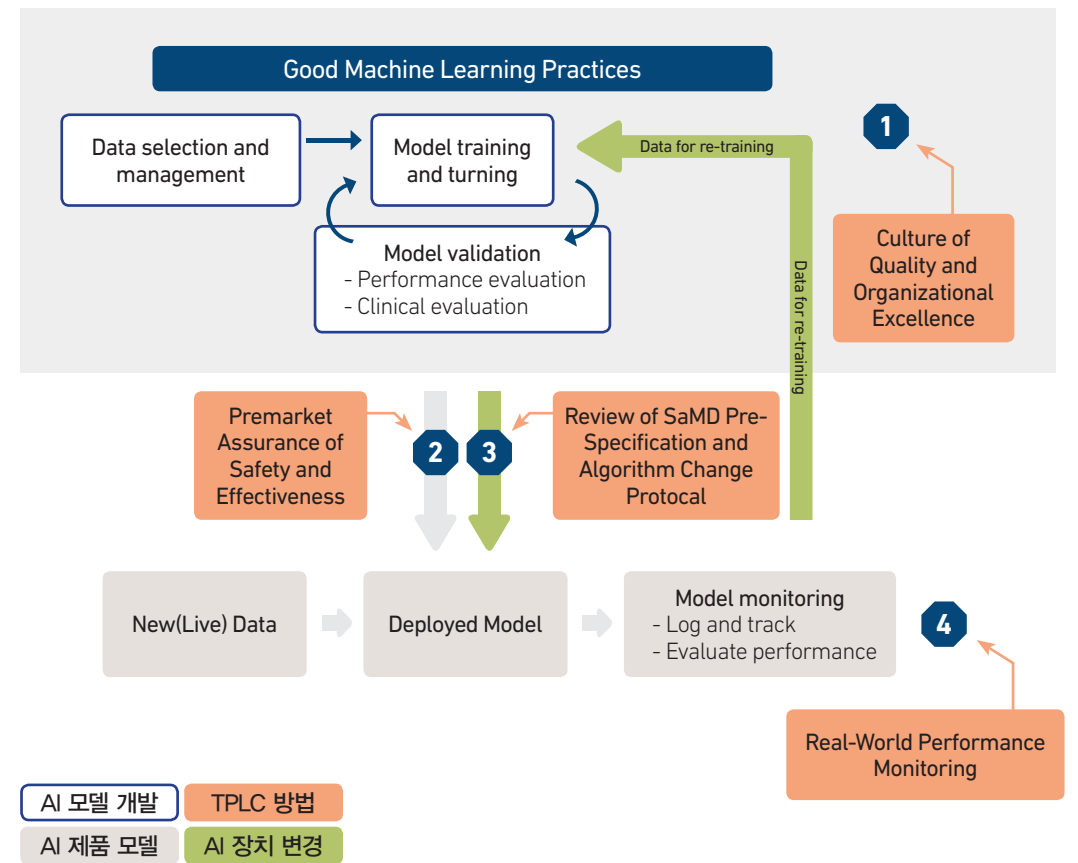 Good Machine Learning Practices
Data selection and
management
Model training
and turning
Data for re-training
1
Model validation
- Performance evaluation
- Clinical evaluation
Culture of
Quality and
Organizational
Excellence
Data for re-training
Premarket
Assurance of
Safety and
Effectiveness
2
3
Review of SaMD Pre-
Specification and
Algorithm Change
Protocal
New(Live) Data
Deployed Model
Model monitoring
- Log and track
- Evaluate performance
4
Real-World Performance
Monitoring
AI 모델 개발
TPLC 방법
AI 제품 모델
AI 장치 변경